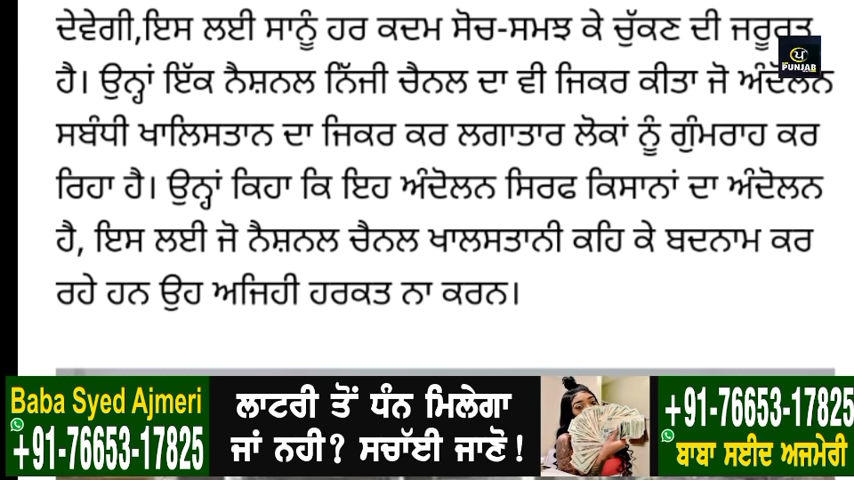 ਦੇਵੇਗੀ,ਇਸ ਲਈ ਸਾਨੂੰ ਹਰ ਕਦਮ ਸੋਚ-ਸਮਝ ਕੇ ਚੁੱਕਣ ਦੀ ਜਰੂਰਤ
ਹੈ। ਉਨ੍ਹਾਂ ਇੱਕ ਨੈਸ਼ਨਲ ਨਿੱਜੀ ਚੈਨਲ ਦਾ ਵੀ ਜਿਕਰ ਕੀਤਾ ਜੋ ਅੰਦੋਲਨ
ਸਬੰਧੀ ਖਾਲਿਸਤਾਨ ਦਾ ਜਿਕਰ ਕਰ ਲਗਾਤਾਰ ਲੋਕਾਂ ਨੂੰ ਗੁੰਮਰਾਹ ਕਰ
ਰਿਹਾ ਹੈ। ਉਨ੍ਹਾਂ ਕਿਹਾ ਕਿ ਇਹ ਅੰਦੋਲਨ ਸਿਰਫ ਕਿਸਾਨਾਂ ਦਾ ਅੰਦੋਲਨ
ਹੈ, ਇਸ ਲਈ ਜੋ ਨੈਸ਼ਨਲ ਚੈਨਲ ਖਾਲਸਤਾਨੀ ਕਹਿ ਕੇ ਬਦਨਾਮ ਕਰ
ਰਹੇ ਹਨ ਉਹ ਅਜਿਹੀ ਹਰਕਤ ਨਾ ਕਰਨ।
ਪ
PUNJAB
Baba Syed Ajmeri
+91-76653-17825
ਲਾਟਰੀ ਤੋਂ ਧੰਨ ਮਿਲੇਗਾ
ਜਾਂ ਨਹੀ? ਸਚਾੱਈ ਜਾਣੋ!
+91-76653-17825
ਬਾਬਾ ਸਈਦ ਅਜਮੇਰੀ